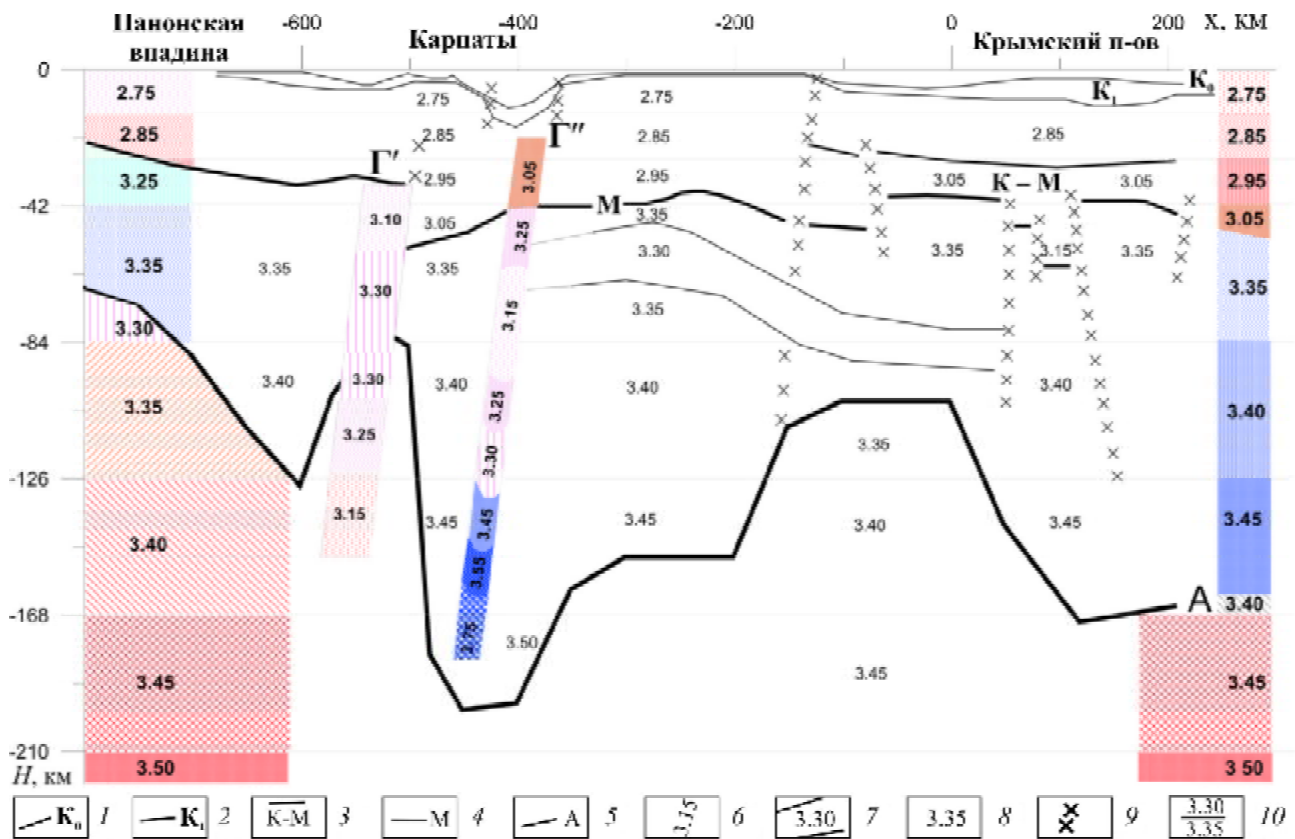 Панонская впадина -600 -400 -200 0 200 X, км
Карпаты Крымский п-ов
0
2.75 2.75 2.75 K₀ 2.75
K₁
2.85 2.85 Г″ 2.85 2.85 2.85
Г′
3.25 2.95 3.05 2.95 3.05 К – М 3.05 2.95
-42 3.10 3.05 М 3.35 3.05
3.25
3.35 3.35 3.35 3.30 3.35 3.15 3.35 3.35
3.30 3.15 3.35
-84 3.30
3.40 3.30 3.40 3.40 3.40 3.40
3.35 3.25
3.25 3.35
3.30
-126
3.15 3.45 3.45 3.45 3.40 3.45 3.45
3.40
3.55
-168 А 3.40
3.75 3.50
3.45 3.45 3.45
-210
H, км 3.50 3 50
K₀ 1 K₁ 2 К-М 3 М 4 А 5 3.15 6 3.30 7 3.35 8 9 3.30 3.35 10